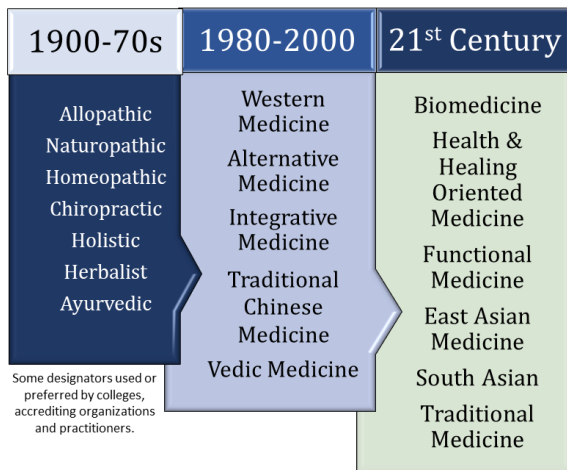 1900-70s
Allopathic
Naturopathic
Homeopathic
Chiropractic
Holistic
Herbalist
Ayurvedic
Some designators used or
preferred by colleges,
accrediting organizations
and practitioners.
1980-2000
Western
Medicine
Alternative
Medicine
Integrative
Medicine
Traditional
Chinese
Medicine
Vedic Medicine
21st Century
Biomedicine
Health &
Healing
Oriented
Medicine
Functional
Medicine
East Asian
Medicine
South Asian
Traditional
Medicine